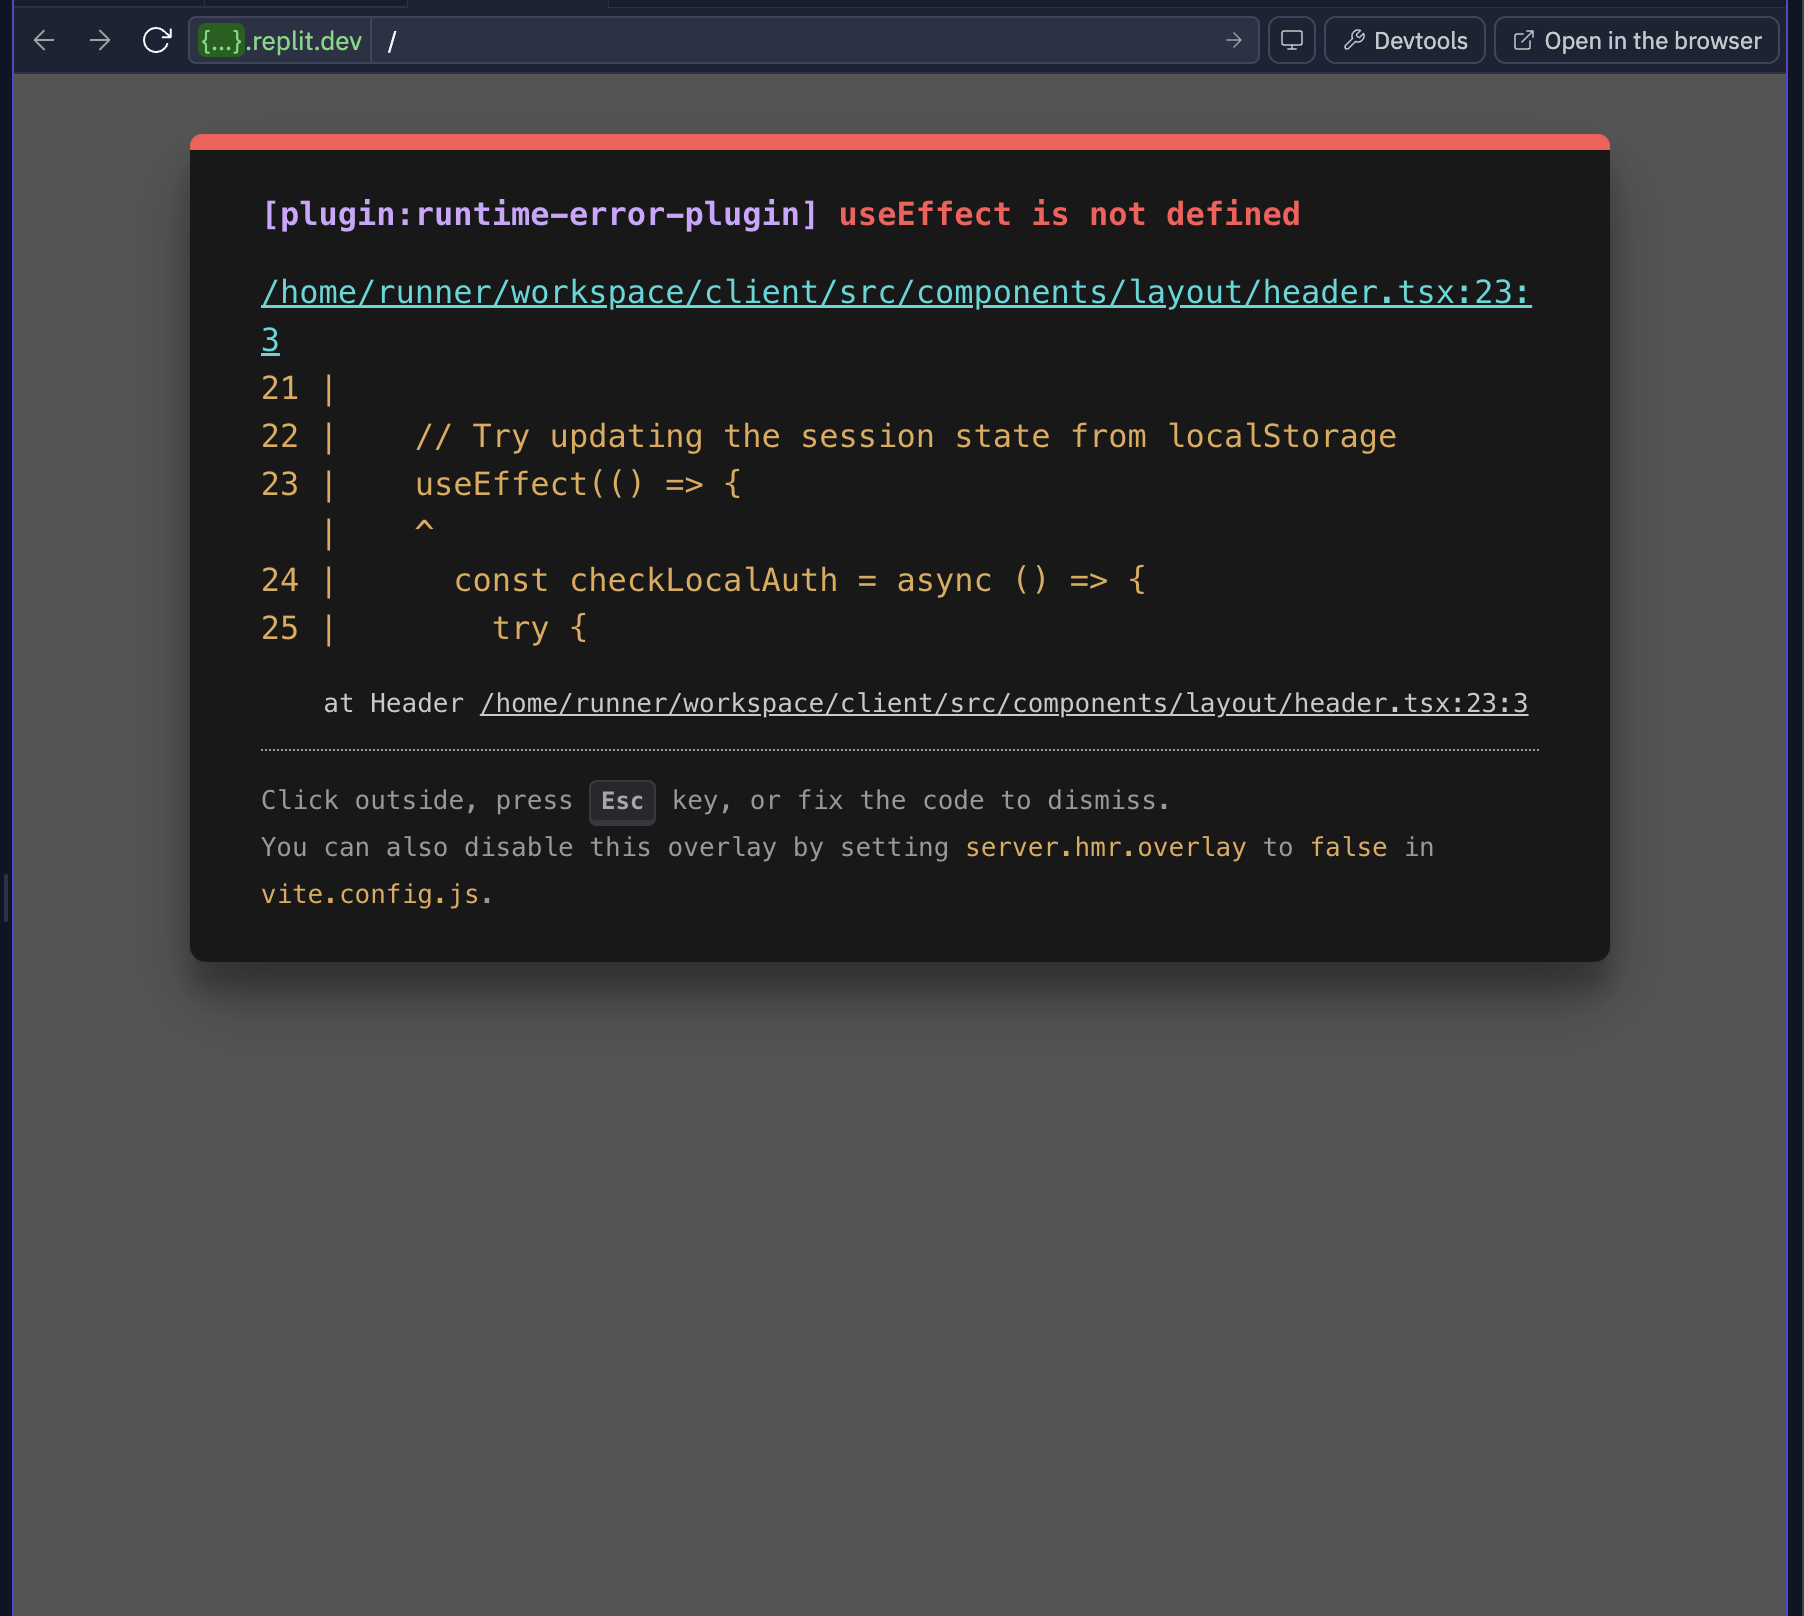 {...}.replit.dev / Devtools Open in the browser
[plugin:runtime-error-plugin] useEffect is not defined
/home/runner/workspace/client/src/components/layout/header.tsx:23:
3
21 |
22 |    // Try updating the session state from localStorage
23 |    useEffect(() => {
   |    ^
24 |      const checkLocalAuth = async () => {
25 |        try {
at Header /home/runner/workspace/client/src/components/layout/header.tsx:23:3
Click outside, press Esc key, or fix the code to dismiss.
You can also disable this overlay by setting server.hmr.overlay to false in
vite.config.js.